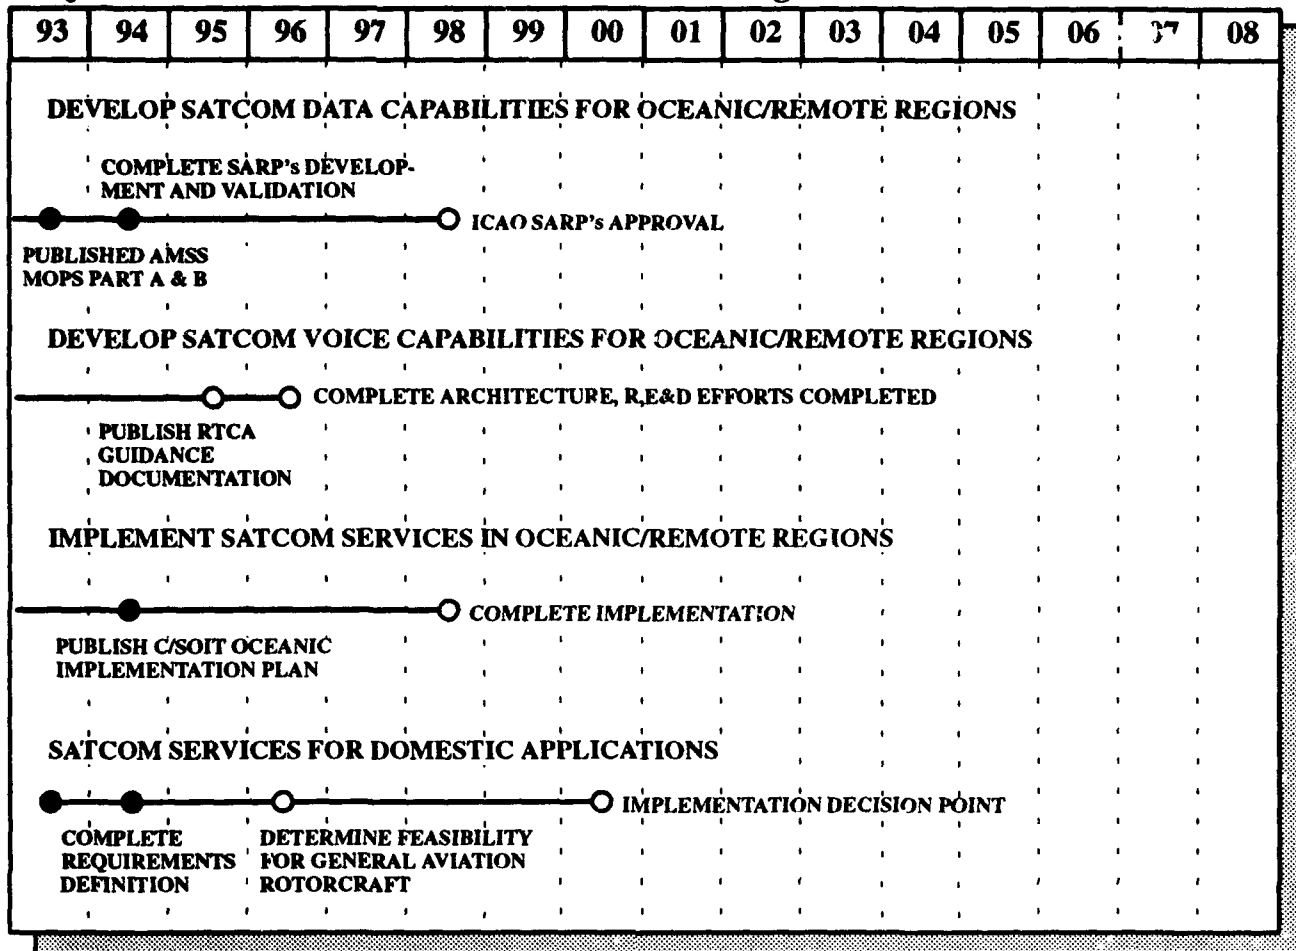 93 94 95 96 97 98 99 00 01 02 03 04 05 06 08
DEVELOP SATCOM DATA CAPABILITIES FOR OCEANIC/REMOTE REGIONS
COMPLETE SARP's DEVELOP-
MENT AND VALIDATION
ICAO SARP's APPROVAL
PUBLISHED AMSS
MOPS PART A & B
DEVELOP SATCOM VOICE CAPABILITIES FOR OCEANIC/REMOTE REGIONS
COMPLETE ARCHITECTURE, R,E&D EFFORTS COMPLETED
PUBLISH RTCA
GUIDANCE
DOCUMENTATION
IMPLEMENT SATCOM SERVICES IN OCEANIC/REMOTE REGIONS
COMPLETE IMPLEMENTATION
PUBLISH C/SOIT OCEANIC
IMPLEMENTATION PLAN
SATCOM SERVICES FOR DOMESTIC APPLICATIONS
IMPLEMENTATION DECISION POINT
COMPLETE
REQUIREMENTS
DEFINITION
DETERMINE FEASIBILITY
FOR GENERAL AVIATION
ROTORCRAFT